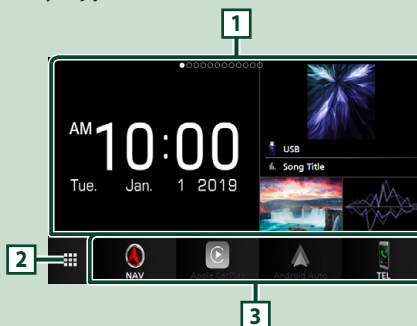 1
AM 10:00
Tue. Jan. 1 2019
USB
Song Title
2
NAV
Apple CarPlay
Android Auto
TEL
3